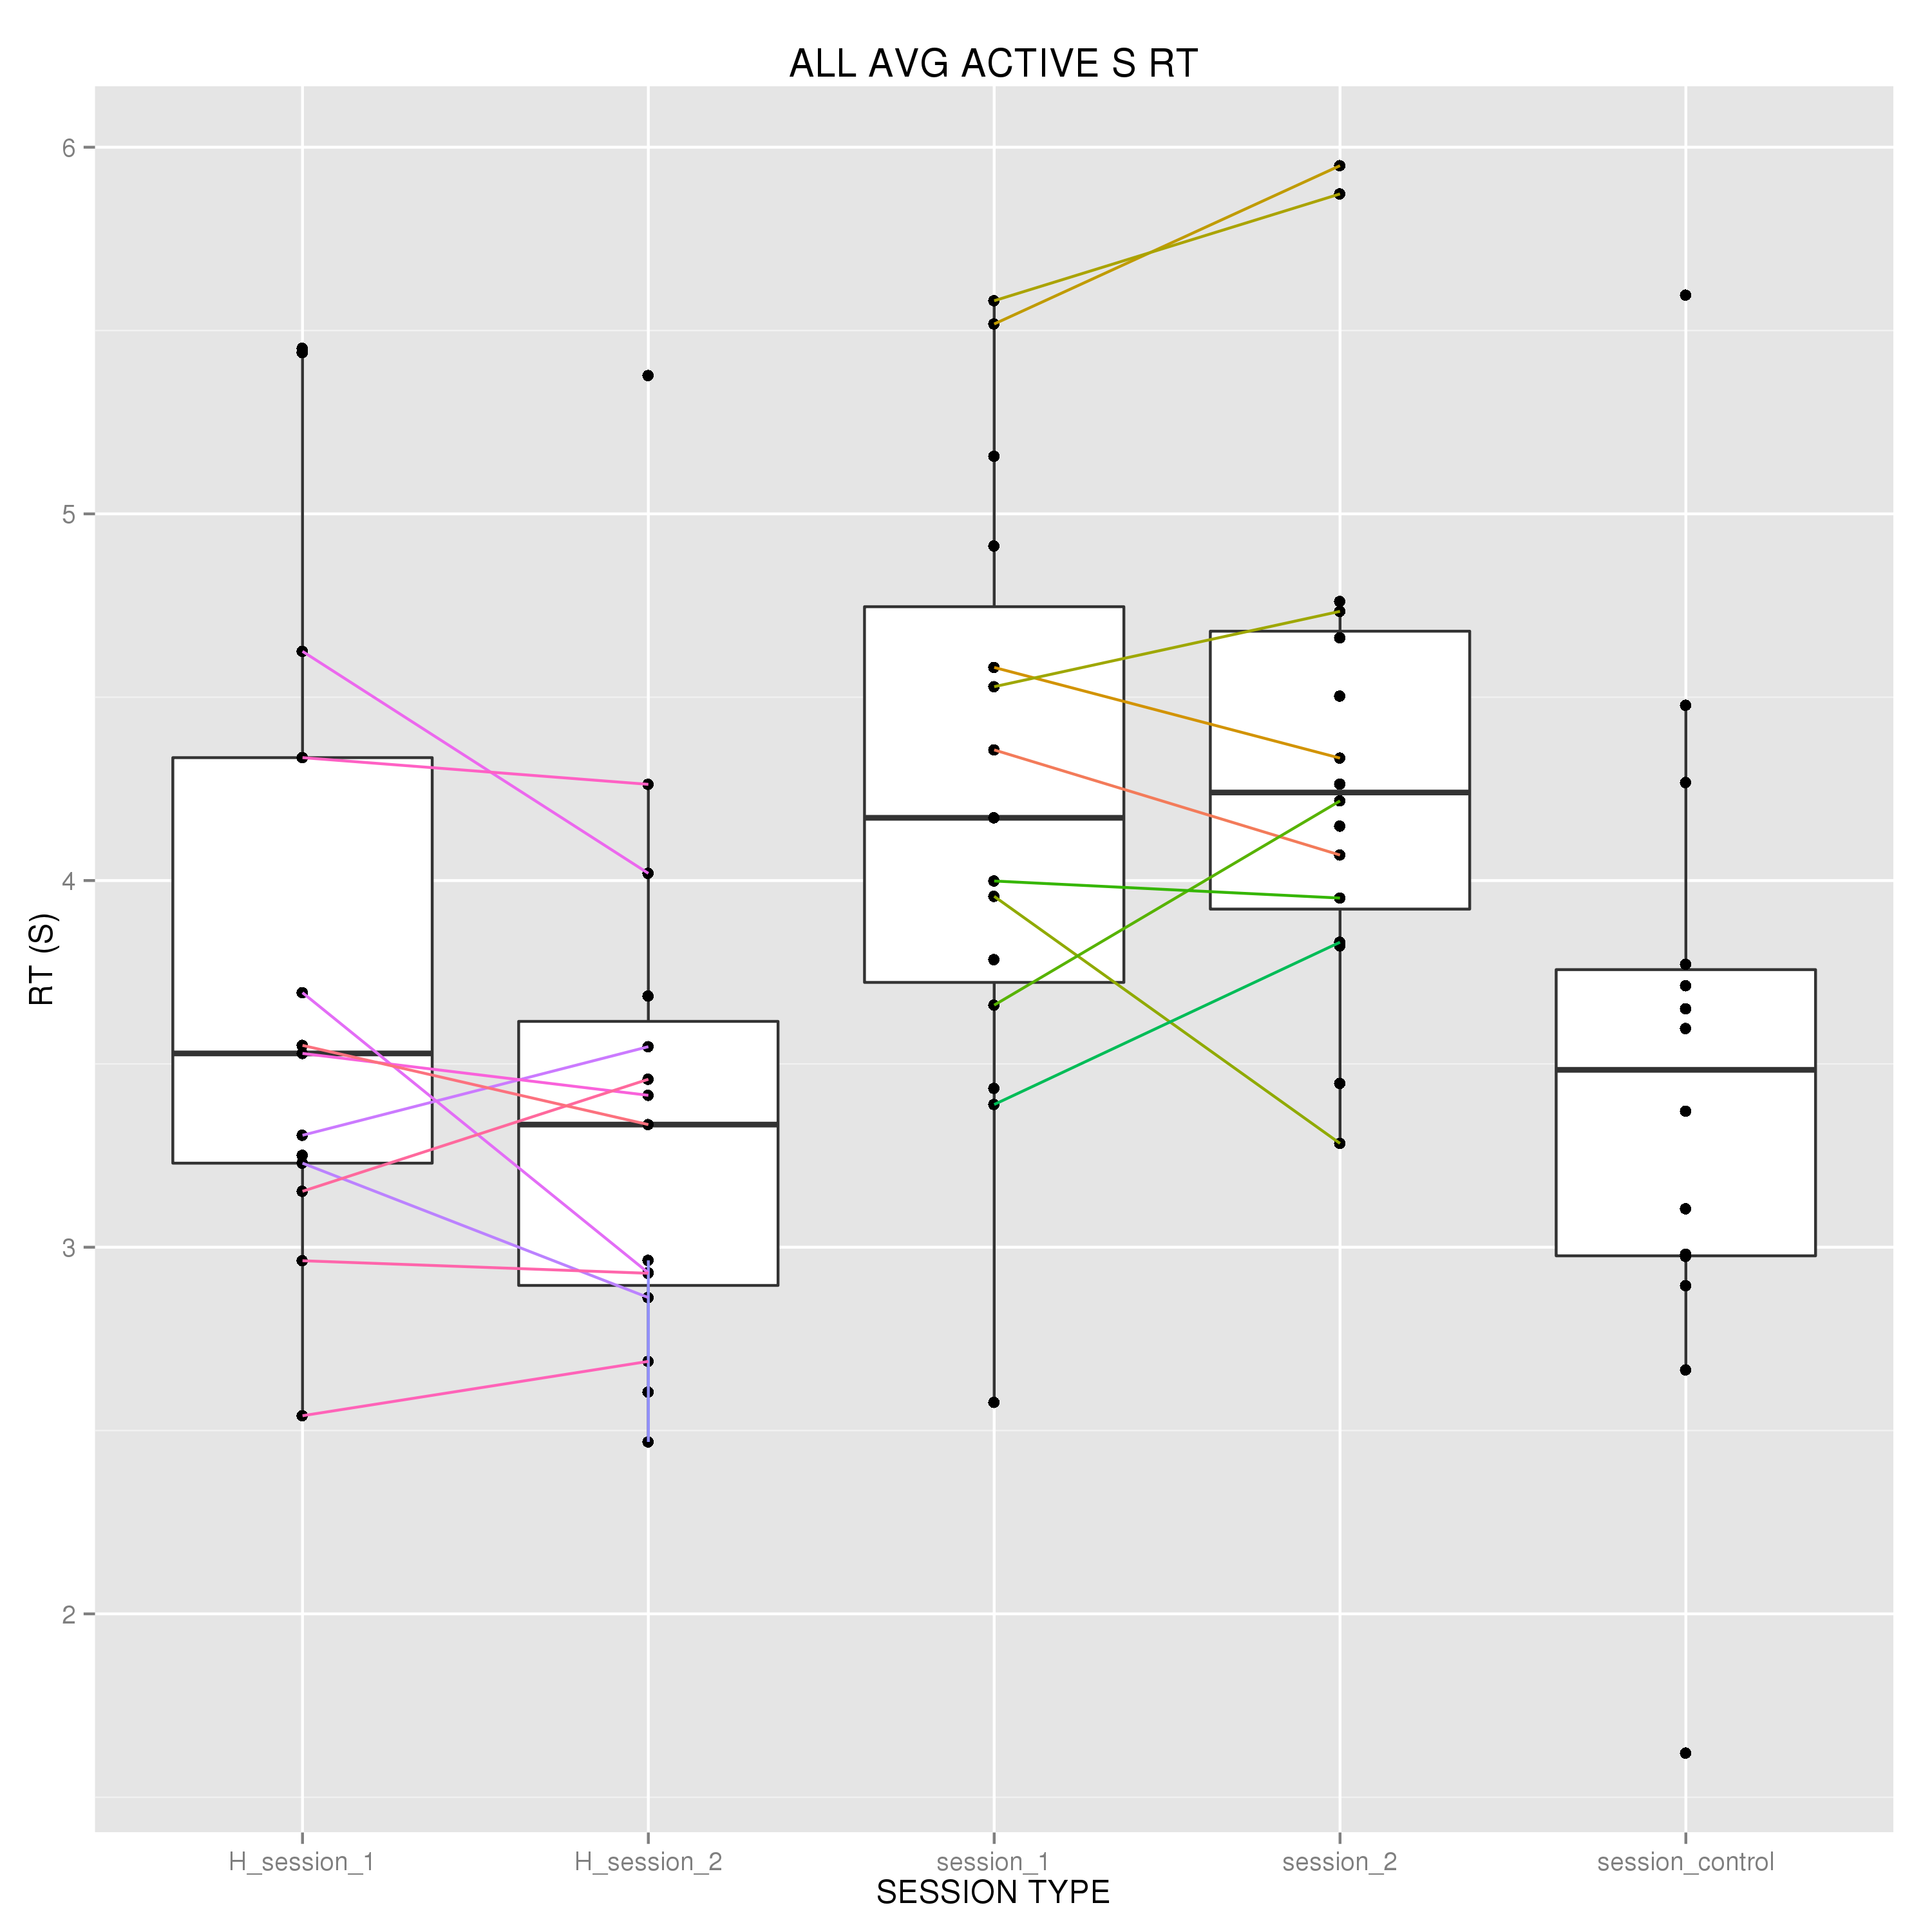 ALL AVG ACTIVE S RT
6
5
4
3
2
RT (S)
H_session_1
H_session_2
session_1
session_2
session_control
SESSION TYPE